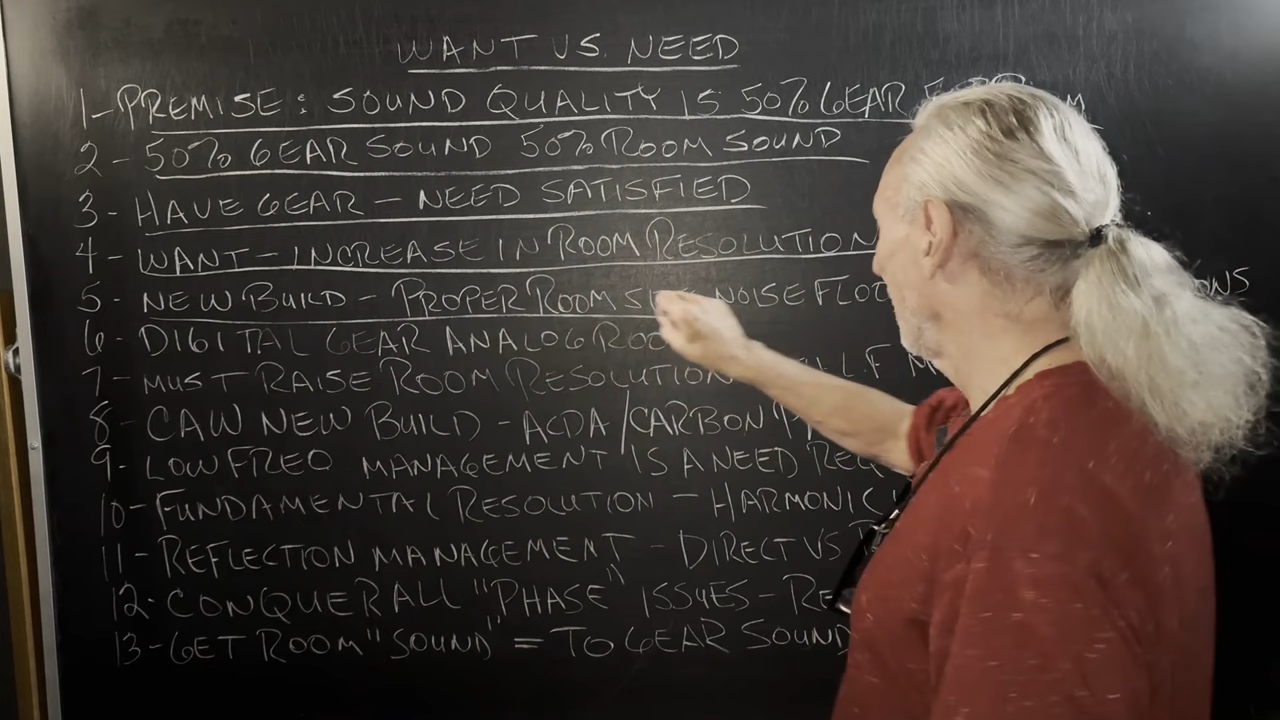 WANT VS. NEED
1-PREMISE: SOUND QUALITY IS 50% GEAR
2- 50% GEAR SOUND 50% ROOM SOUND
3- HAVE GEAR - NEED SATISFIED
4- WANT - INCREASE IN ROOM RESOLUTION
5- NEW BUILD - PROPER ROOM NOISE
6- DIGITAL GEAR ANALOG
7- MUST RAISE ROOM RESOLUTION L.F
8- CAW NEW BUILD - ACDA/CARBON
9- LOW FREQ MANAGEMENT IS A NEED
10- FUNDAMENTAL RESOLUTION - HARMONIC
11- REFLECTION MANAGEMENT - DIRECT VS
12- CONQUER ALL "PHASE" ISSUES -
13- GET ROOM "SOUND" = TO GEAR SOUND